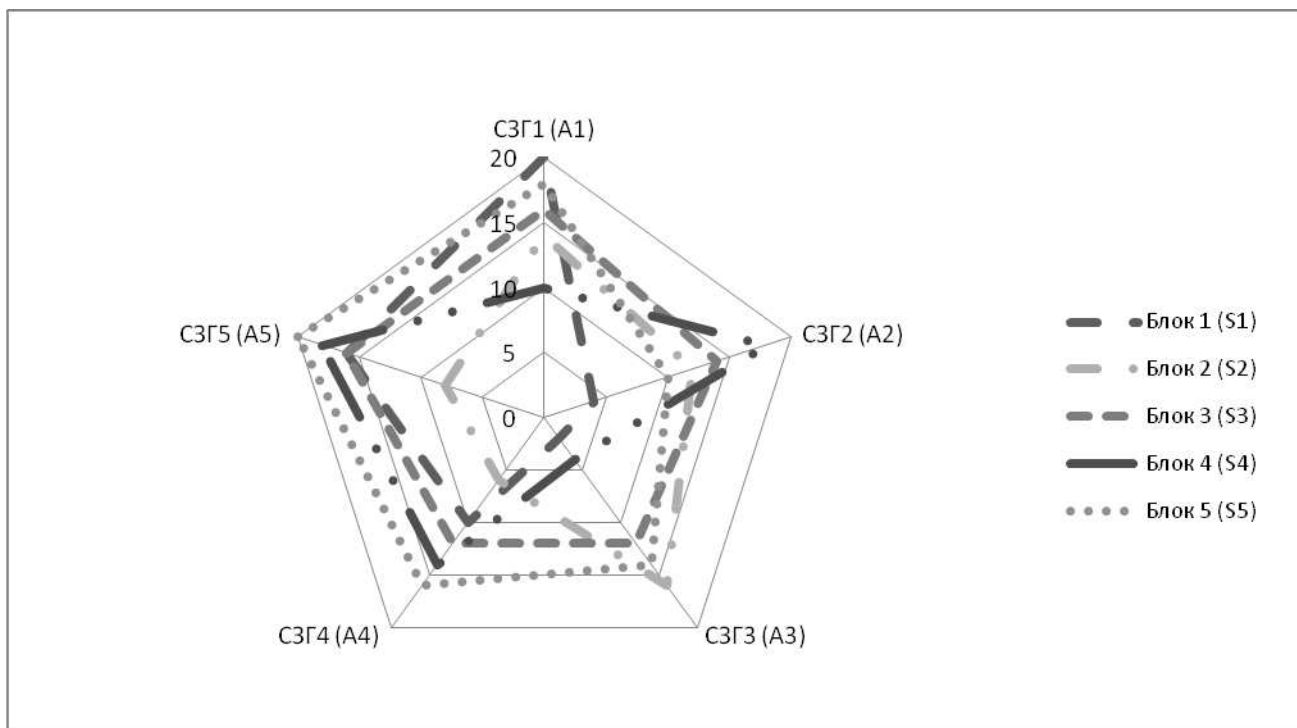 СЗГ1 (А1)
20
15
10
5
0
СЗГ2 (А2)
СЗГ3 (А3)
СЗГ4 (А4)
СЗГ5 (А5)
Блок 1 (S1)
Блок 2 (S2)
Блок 3 (S3)
Блок 4 (S4)
Блок 5 (S5)